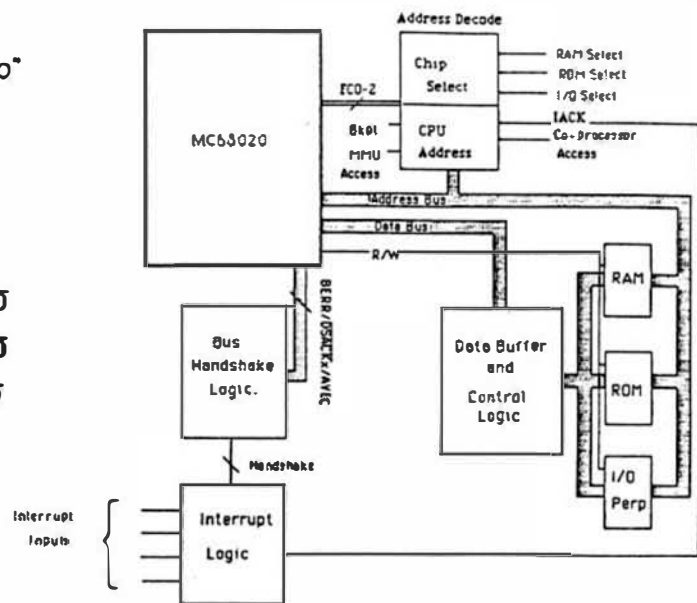 Address Decode
Chip
Select
RAM Select
ROM Select
I/O Select
FC0-2
MC68020
Bkpt
CPU
Address
IACK
Co-processor
Access
MMU
Access
Address Bus
Data Bus
R/W
RAM
BERR/DSACKx/AVEC
Bus
Handshake
Logic.
Data Buffer
and
Control
Logic
ROM
Handshake
I/O
Perp
Interrupt
Inputs
Interrupt
Logic